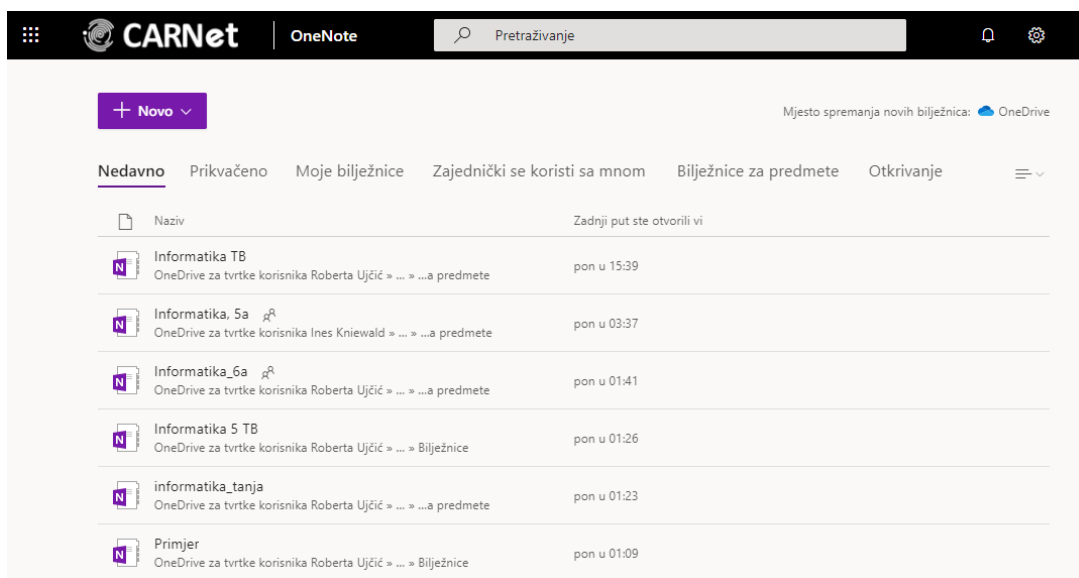 CARNet OneNote Pretraživanje
Novo
Mjesto spremanja novih bilježnica: OneDrive
Nedavno Prikvačeno Moje bilježnice Zajednički se koristi sa mnom Bilježnice za predmete Otkrivanje
Naziv Zadnji put ste otvorili vi
Informatika TB
OneDrive za tvrtke korisnika Roberta Ujčić » ... » ...a predmete
pon u 15:39
Informatika, 5a
OneDrive za tvrtke korisnika Ines Kniewald » ... » ...a predmete
pon u 03:37
Informatika_6a
OneDrive za tvrtke korisnika Roberta Ujčić » ... » ...a predmete
pon u 01:41
Informatika 5 TB
OneDrive za tvrtke korisnika Roberta Ujčić » ... » Bilježnice
pon u 01:26
informatika_tanja
OneDrive za tvrtke korisnika Roberta Ujčić » ... » ...a predmete
pon u 01:23
Primjer
OneDrive za tvrtke korisnika Roberta Ujčić » ... » Bilježnice
pon u 01:09